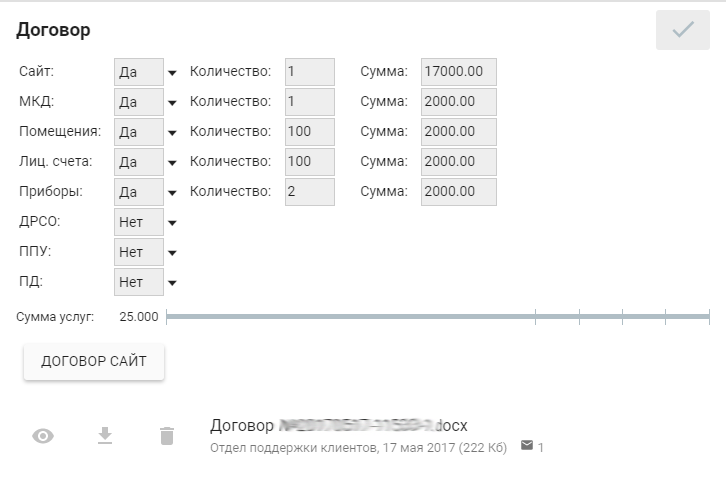 Договор
Сайт: Да Количество: 1 Сумма: 17000.00
МКД: Да Количество: 1 Сумма: 2000.00
Помещения: Да Количество: 100 Сумма: 2000.00
Лиц. счета: Да Количество: 100 Сумма: 2000.00
Приборы: Да Количество: 2 Сумма: 2000.00
ДРСО: Нет
ППУ: Нет
ПД: Нет
Сумма услуг: 25.000
ДОГОВОР САЙТ
Договор .docx
Отдел поддержки клиентов, 17 мая 2017 (222 Кб) 1